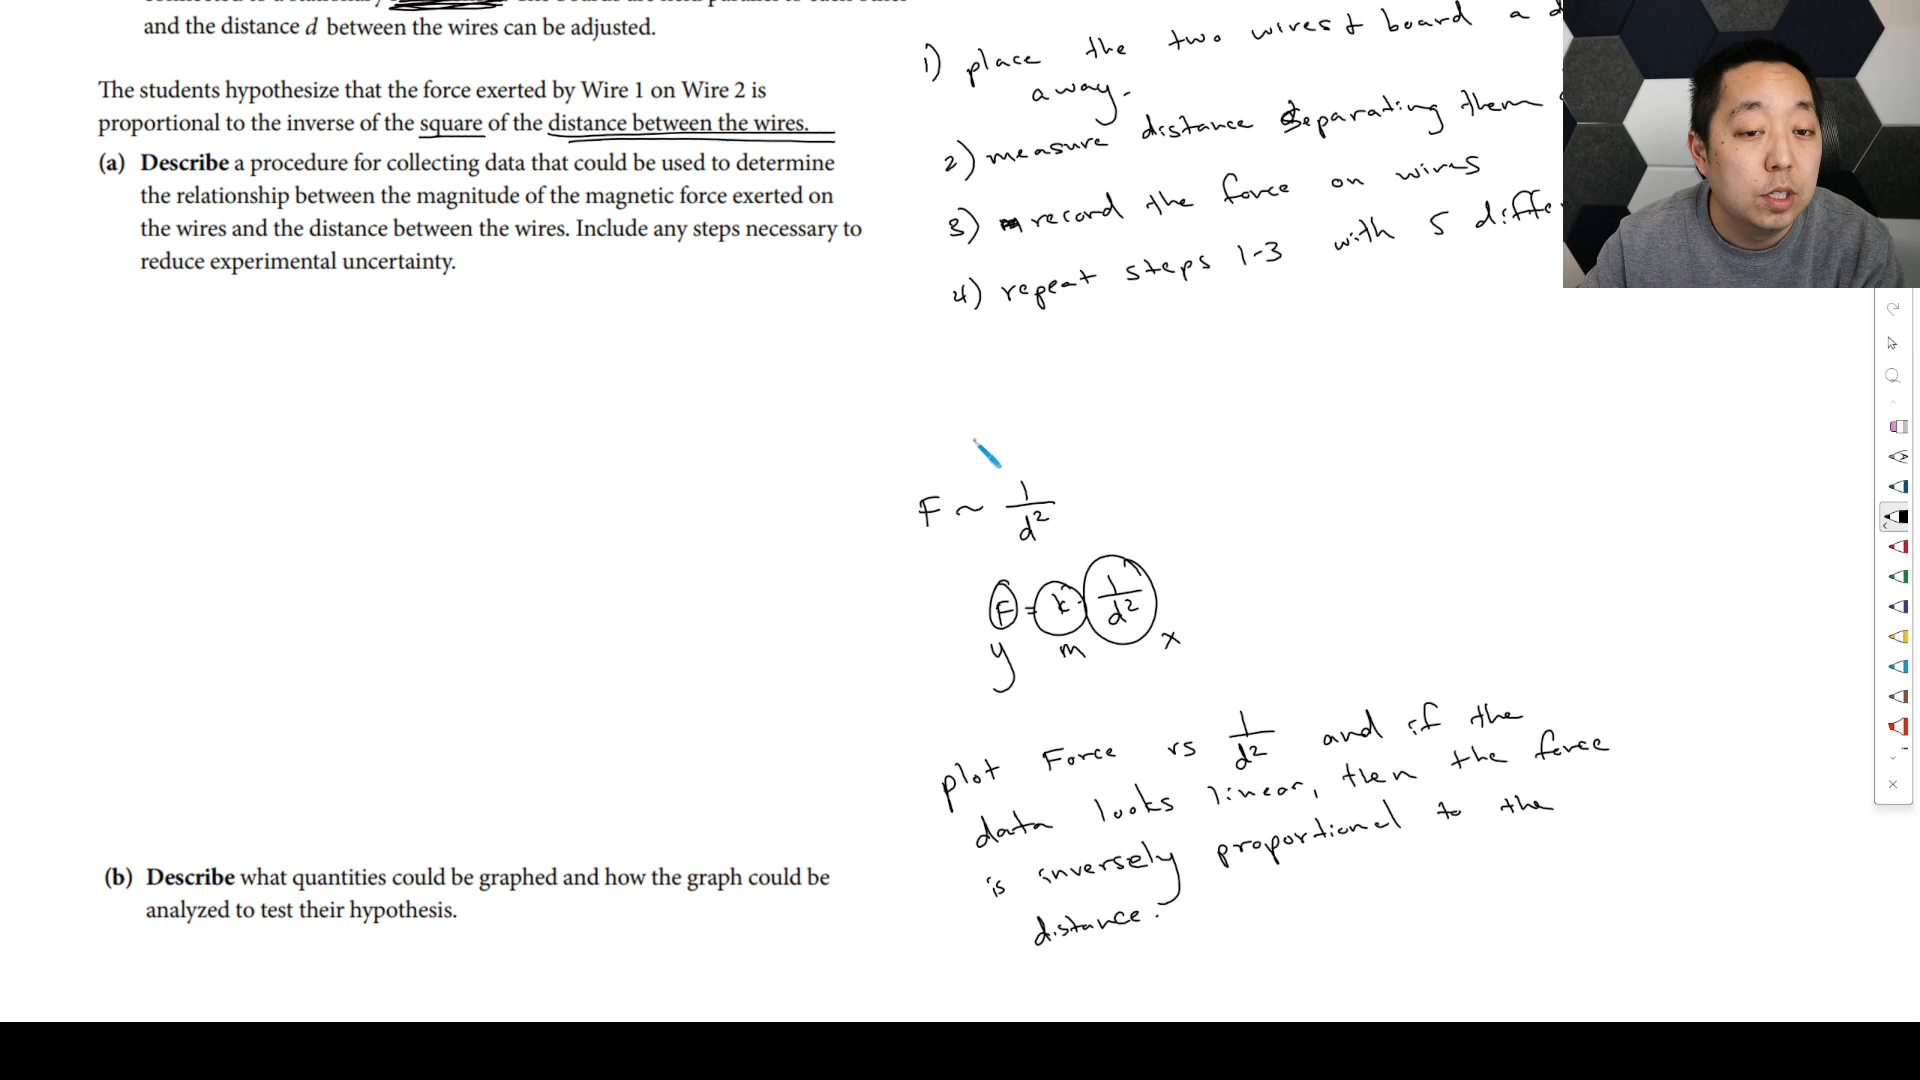 and the distance d between the wires can be adjusted.
The students hypothesize that the force exerted by Wire 1 on Wire 2 is
proportional to the inverse of the square of the distance between the wires.
(a) Describe a procedure for collecting data that could be used to determine
the relationship between the magnitude of the magnetic force exerted on
the wires and the distance between the wires. Include any steps necessary to
reduce experimental uncertainty.
(b) Describe what quantities could be graphed and how the graph could be
analyzed to test their hypothesis.
1) place the two wires & board a
away.
2) measure distance separating them
3) record the force on wires
4) repeat steps 1-3 with 5 diffe
F ~ 1/d²
F = k · 1/d²
y m x
plot Force vs 1/d² and if the
data looks linear, then the force
is inversely proportional to the
distance.